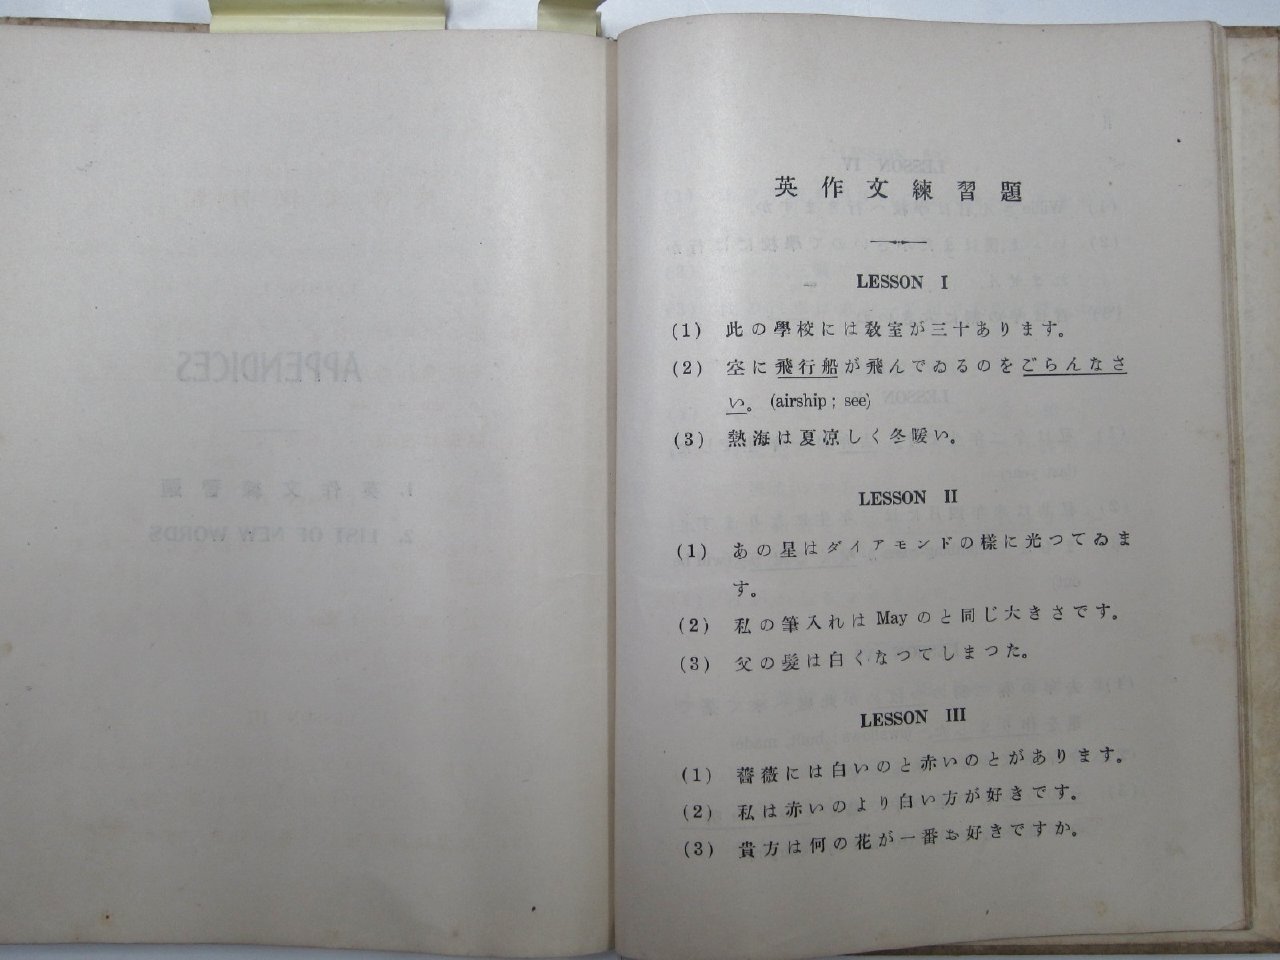 英作文練習題
LESSON I
(1) 此の學校には教室が三十あります。
(2) 空に飛行船が飛んでゐるのをごらんなさ
い。(airship; see)
(3) 熱海は夏凉しく冬暖い。
LESSON II
(1) あの星はダイアモンドの様に光つてゐま
す。
(2) 私の筆入れは May のと同じ大きさです。
(3) 父の髮は白くなつてしまつた。
LESSON III
(1) 薔薇には白いのと赤いのとがあります。
(2) 私は赤いのより白い方が好きです。
(3) 貴方は何の花が一番お好きですか。